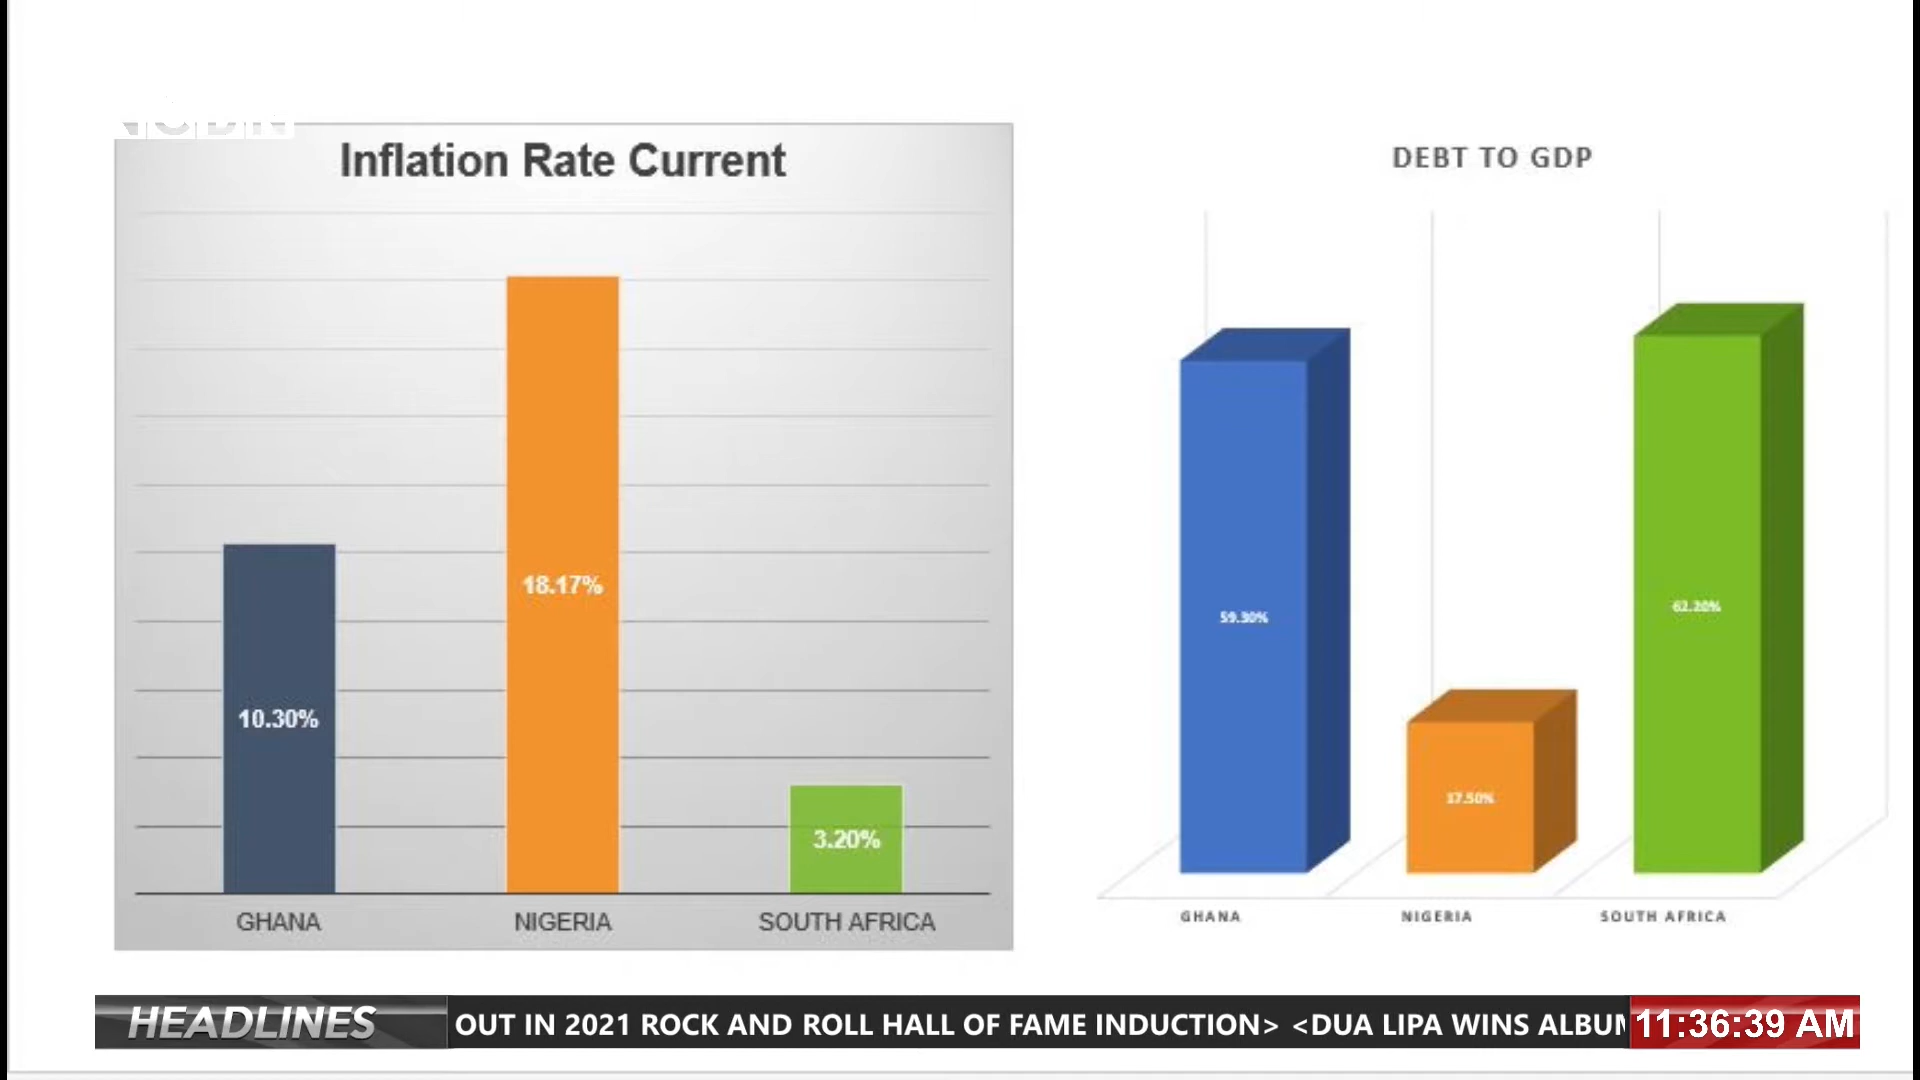 Inflation Rate Current
10.30%
18.17%
3.20%
GHANA NIGERIA SOUTH AFRICA
DEBT TO GDP
59.30%
17.50%
62.20%
GHANA NIGERIA SOUTH AFRICA
HEADLINES OUT IN 2021 ROCK AND ROLL HALL OF FAME INDUCTION> <DUA LIPA WINS ALBUM 11:36:39 AM